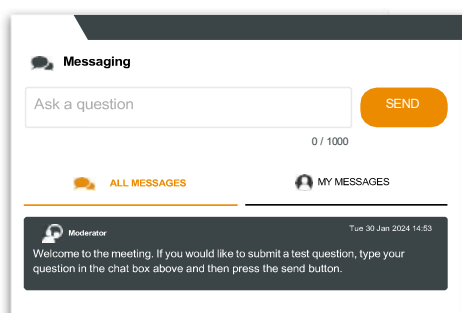 Messaging
Ask a question
SEND
0 / 1000
ALL MESSAGES
MY MESSAGES
Moderator
Tue 30 Jan 2024 14:53
Welcome to the meeting. If you would like to submit a test question, type your
question in the chat box above and then press the send button.